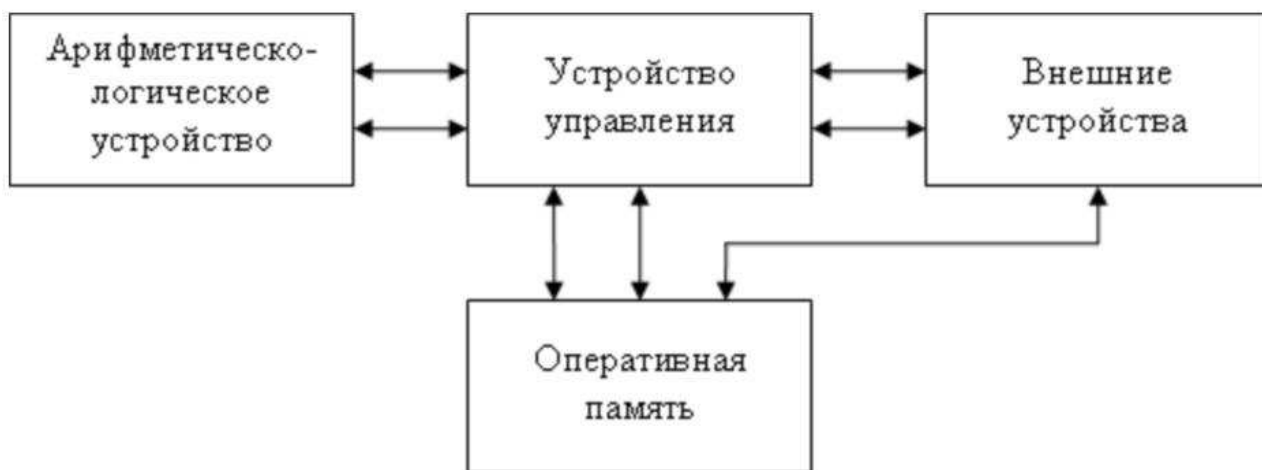 Арифметическо-
логическое
устройство
Устройство
управления
Внешние
устройства
Оперативная
память